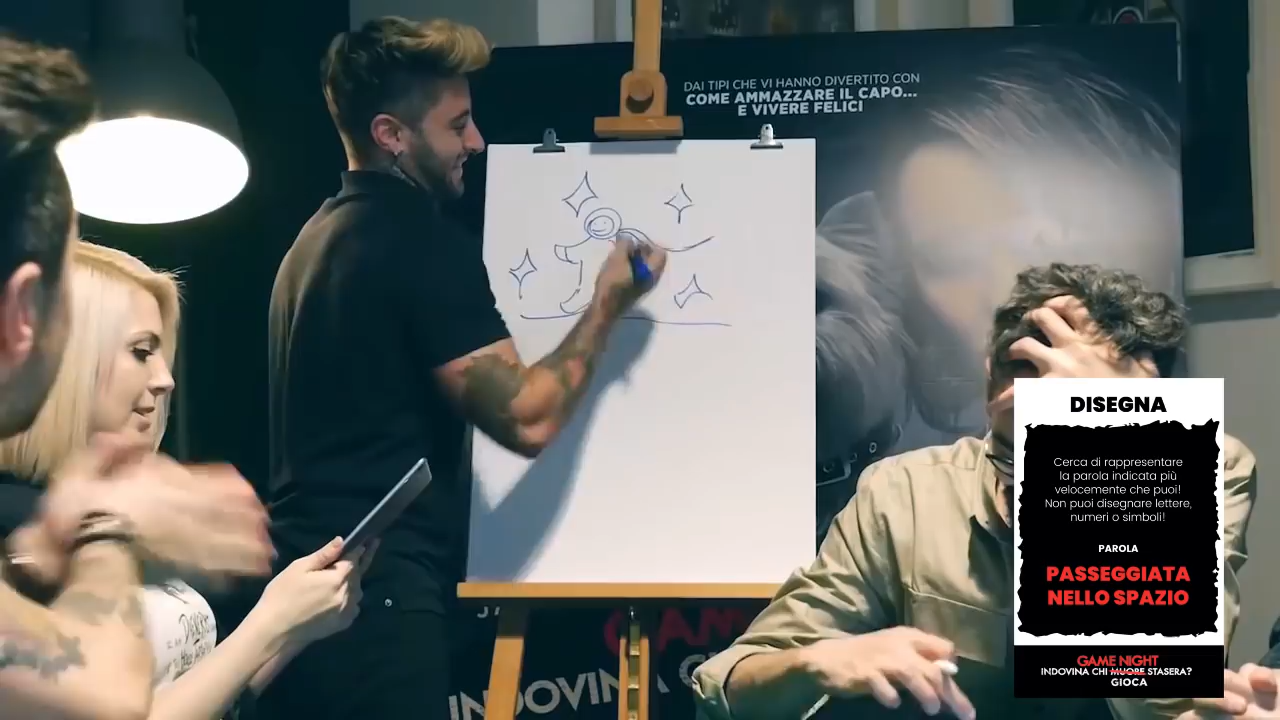 DAI TIPI CHE VI HANNO DIVERTITO CON
COME AMMAZZARE IL CAPO...
E VIVERE FELICI
DISEGNA
Cerca di rappresentare
la parola indicata più
velocemente che puoi!
Non puoi disegnare lettere,
numeri o simboli!
PAROLA
PASSEGGIATA
NELLO SPAZIO
GAME NIGHT
INDOVINA CHI MUORE STASERA?
GIOCA